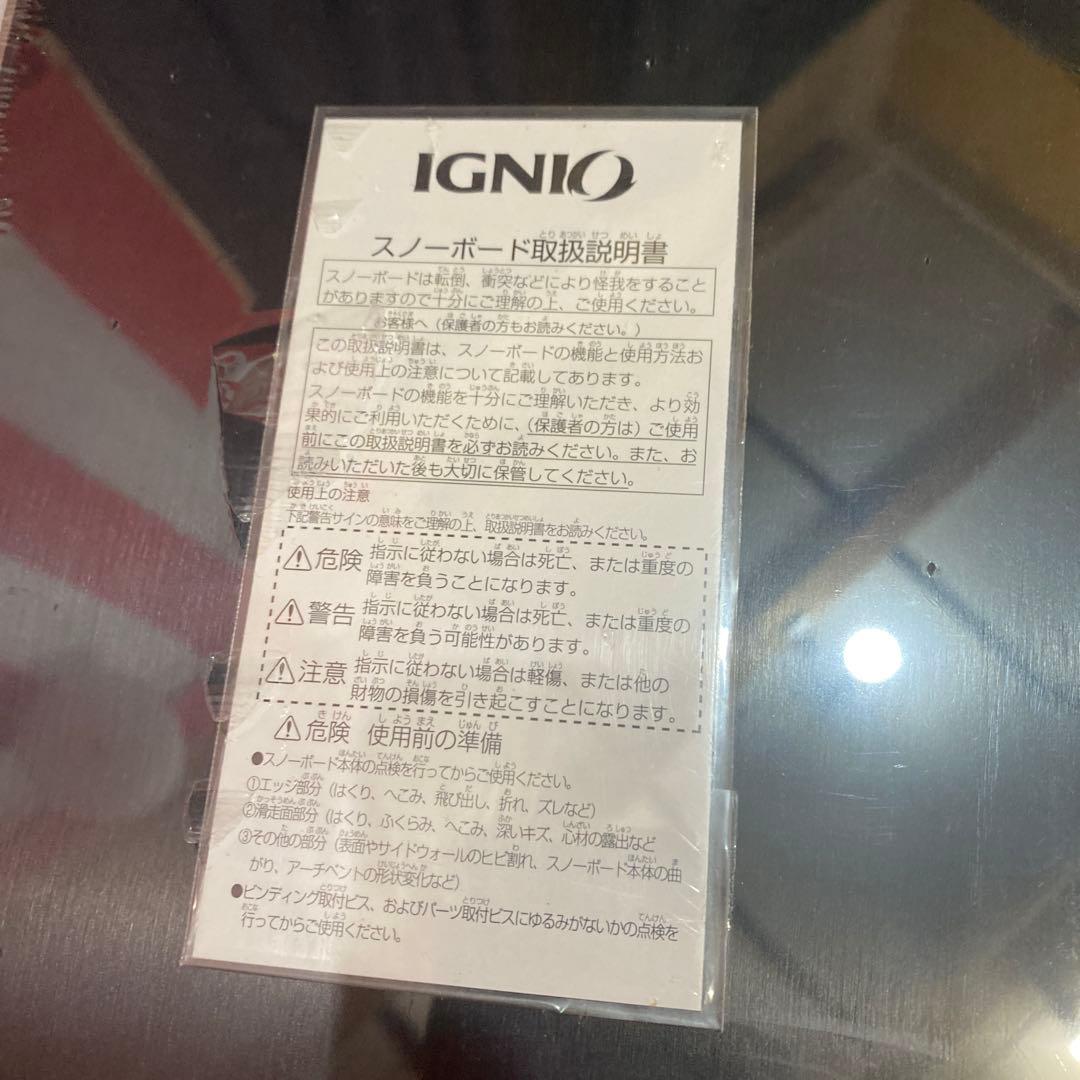 IGNIO
スノーボード取扱説明書
スノーボードは転倒、衝突などにより怪我をすること
がありますので十分にご理解の上、ご使用ください。
お客様へ（保護者の方もお読みください。）
この取扱説明書は、スノーボードの機能と使用方法お
よび使用上の注意について記載してあります。
スノーボードの機能を十分にご理解いただき、より効
果的にご利用いただくために、（保護者の方は）ご使用
前にこの取扱説明書を必ずお読みください。また、お
読みいただいた後も大切に保管してください。
使用上の注意
下記警告サインの意味をご理解の上、取扱説明書をお読みください。
危険 指示に従わない場合は死亡、または重度の
障害を負うことになります。
警告 指示に従わない場合は死亡、または重度の
障害を負う可能性があります。
注意 指示に従わない場合は軽傷、または他の
財物の損傷を引き起こすことになります。
危険 使用前の準備
●スノーボード本体の点検を行ってからご使用ください。
①エッジ部分（はくり、へこみ、飛び出し、折れ、ズレなど）
②滑走面部分（はくり、ふくらみ、へこみ、深いキズ、心材の露出など
③その他の部分（表面やサイドウォールのヒビ割れ、スノーボード本体の曲
がり、アーチベントの形状変化など）
●ビンディング取付ビス、およびパーツ取付ビスにゆるみがないかの点検を
行ってからご使用ください。